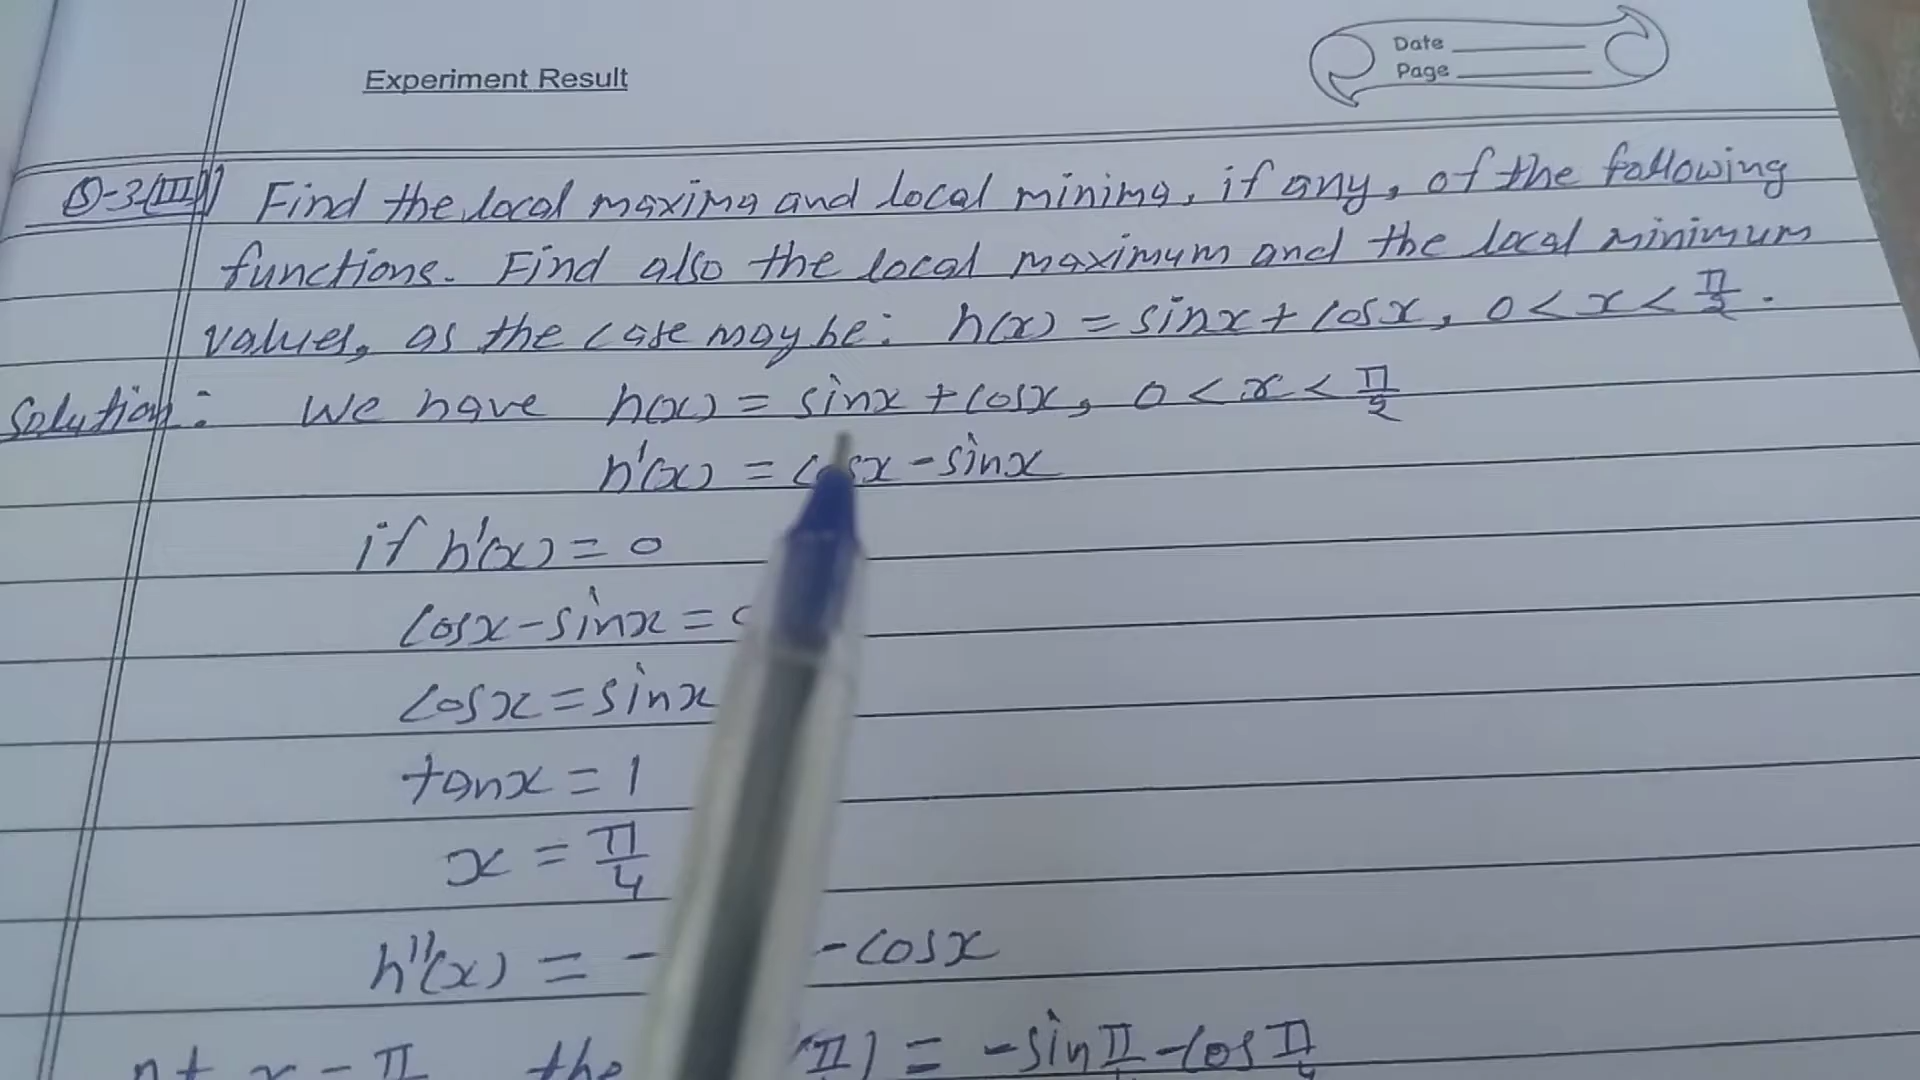 Date
Page
Experiment Result
Q-3(III) Find the local maxima and local minima, if any, of the following
functions. Find also the local maximum and the local minimum
values, as the case may be: h(x) = sinx + cosx, 0 < x < π/2.
Solution: We have h(x) = sinx + cosx, 0 < x < π/2
h'(x) = cosx - sinx
if h'(x) = 0
cosx - sinx =
cosx = sinx
tanx = 1
x = π/4
h''(x) = - - cosx
At x = π = -sin π - cos π/4